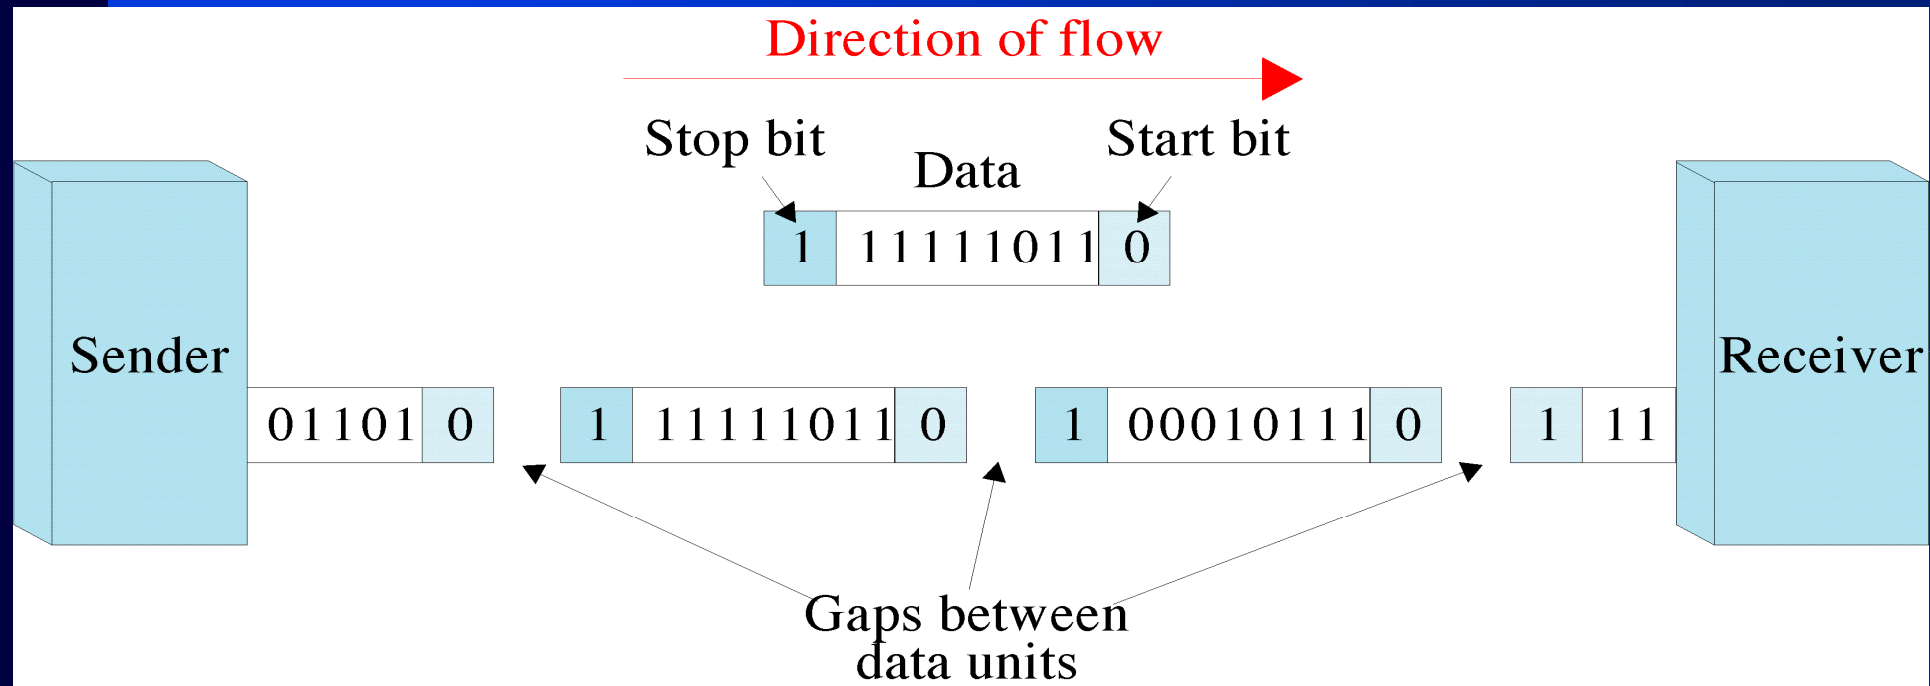 Direction of flow
Stop bit
Data
Start bit
1 11111011 0
Sender
Receiver
01101 0
1 11111011 0
1 00010111 0
1 11
Gaps between
data units